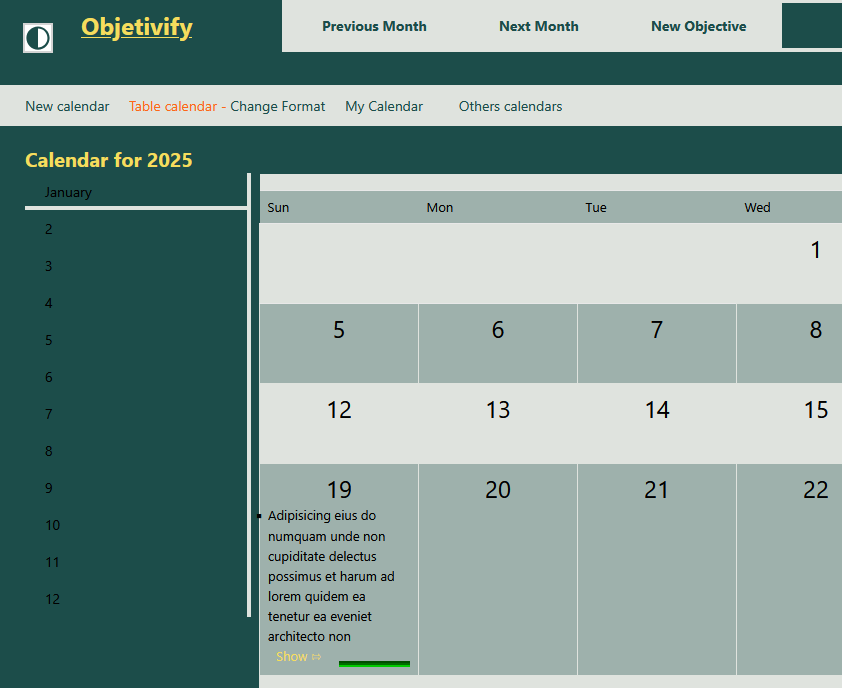 Objetivify
Previous Month Next Month New Objective
New calendar Table calendar - Change Format My Calendar Others calendars
Calendar for 2025
January
2
3
4
5
6
7
8
9
10
11
12
Sun Mon Tue Wed
1
5 6 7 8
12 13 14 15
19 20 21 22
Adipisicing eius do
numquam unde non
cupiditate delectus
possimus et harum ad
lorem quidem ea
tenetur ea eveniet
architecto non
Show ⇨